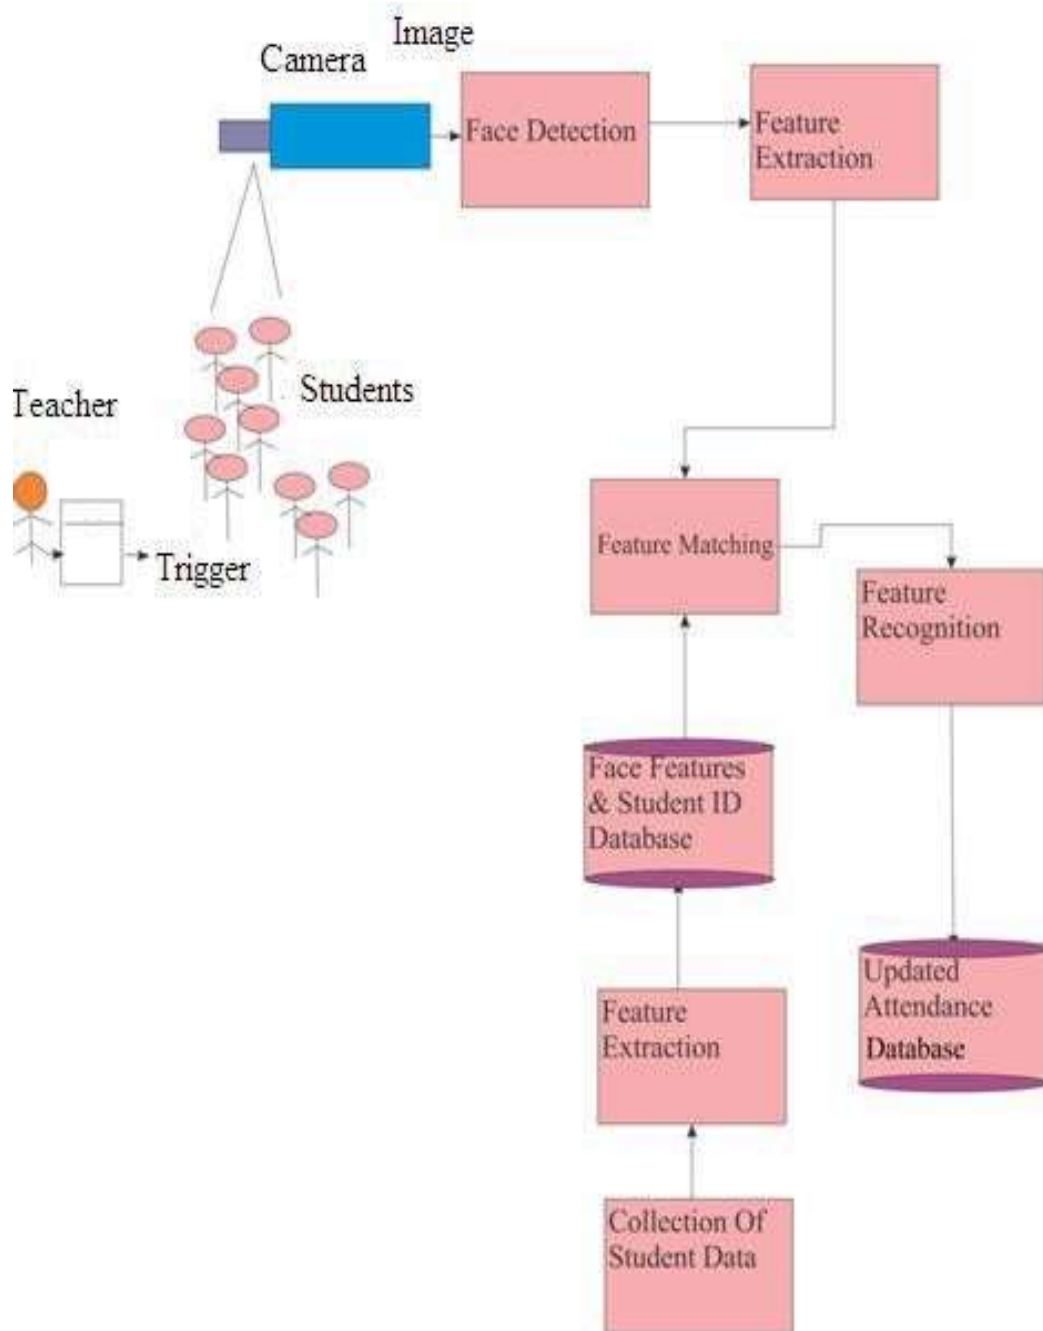 Image
Camera
Face Detection
Feature
Extraction
Students
Teacher
Trigger
Feature Matching
Feature
Recognition
Face Features
& Student ID
Database
Updated
Attendance
Database
Feature
Extraction
Collection Of
Student Data